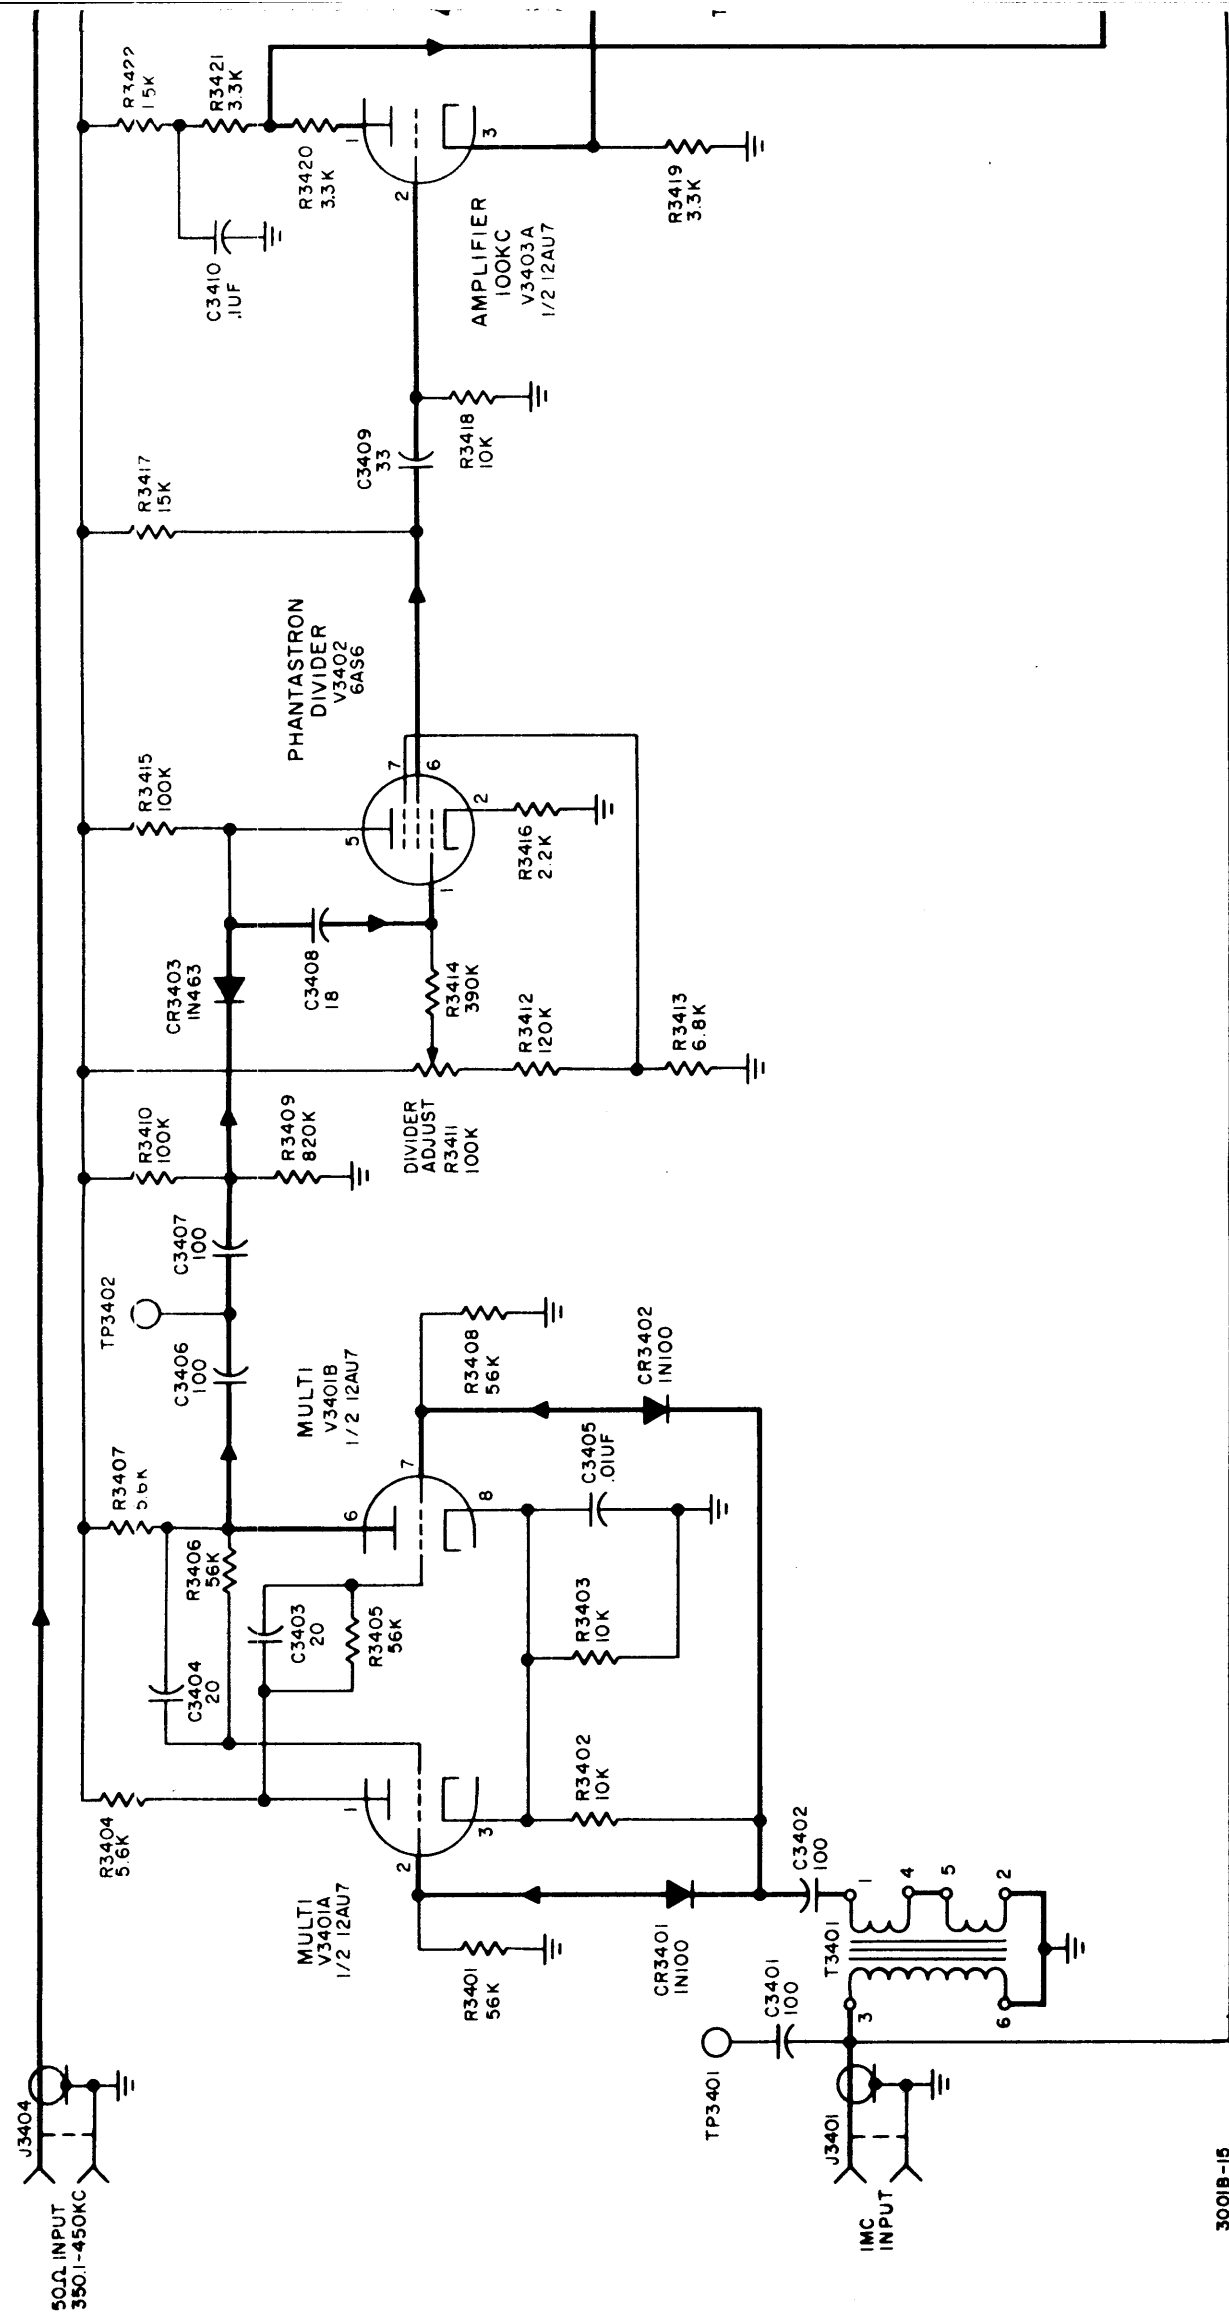 50Ω INPUT
350.1-450KC
J3404
IMC
INPUT
J3401
TP3401
C3401
100
3
6
T3401
1
4
5
2
C3402
100
CR3401
1N100
R3401
56K
MULTI
V3401A
1/2 12AU7
2
1
3
R3404
5.6K
R3402
10K
C3404
20
C3403
20
R3405
56K
R3403
10K
R3406
56K
R3407
5.6K
6
7
8
C3405
.01UF
CR3402
1N100
MULTI
V3401B
1/2 12AU7
R3408
56K
C3406
100
TP3402
C3407
100
R3410
100K
R3409
820K
DIVIDER
ADJUST
R3411
100K
CR3403
1N463
C3408
18
R3414
390K
R3412
120K
R3413
6.8K
R3415
100K
5
1
7
6
2
R3416
2.2K
PHANTASTRON
DIVIDER
V3402
6AS6
R3417
15K
C3409
33
R3418
10K
AMPLIFIER
100KC
V3403A
1/2 12AU7
C3410
.1UF
R3422
15K
R3421
3.3K
R3420
3.3K
1
2
3
R3419
3.3K
3001B-15